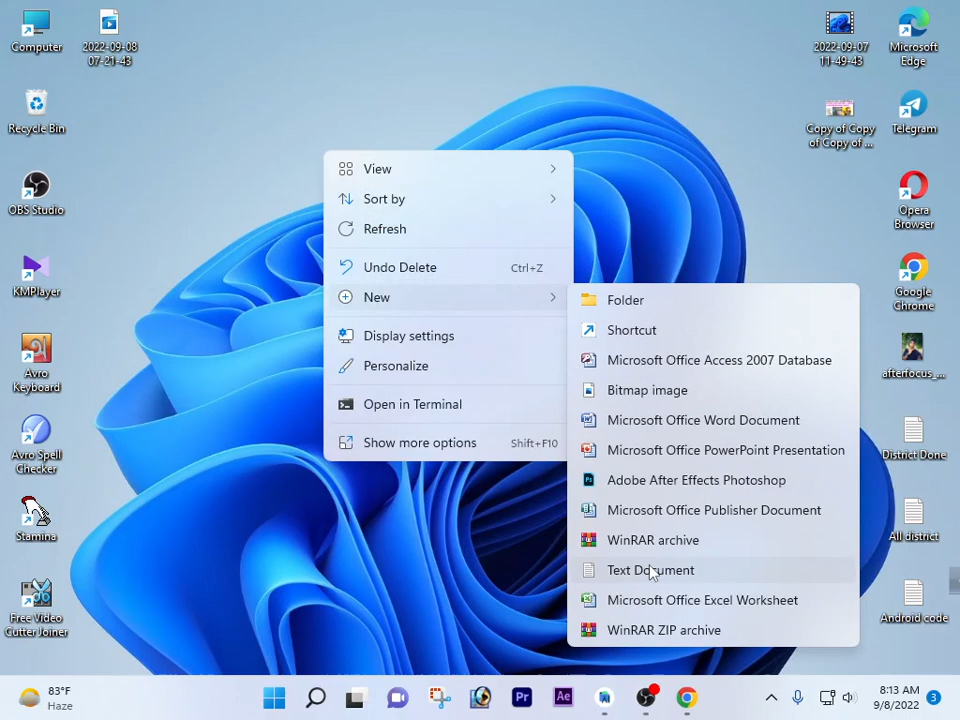 Computer
2022-09-08
07-21-43
2022-09-07
11-49-43
Microsoft
Edge
Recycle Bin
Copy of Copy
of Copy of ...
Telegram
OBS Studio
Opera
Browser
KMPlayer
Google
Chrome
Avro
Keyboard
afterfocus_...
Avro Spell
Checker
District Done
Stamina
All district
Free Video
Cutter Joiner
Android code
View
Sort by
Refresh
Undo Delete Ctrl+Z
New
Display settings
Personalize
Open in Terminal
Show more options Shift+F10
Folder
Shortcut
Microsoft Office Access 2007 Database
Bitmap image
Microsoft Office Word Document
Microsoft Office PowerPoint Presentation
Ps Adobe After Effects Photoshop
Microsoft Office Publisher Document
WinRAR archive
Text Document
Microsoft Office Excel Worksheet
WinRAR ZIP archive
83°F
Haze
Pr
Ae
8:13 AM
9/8/2022
3